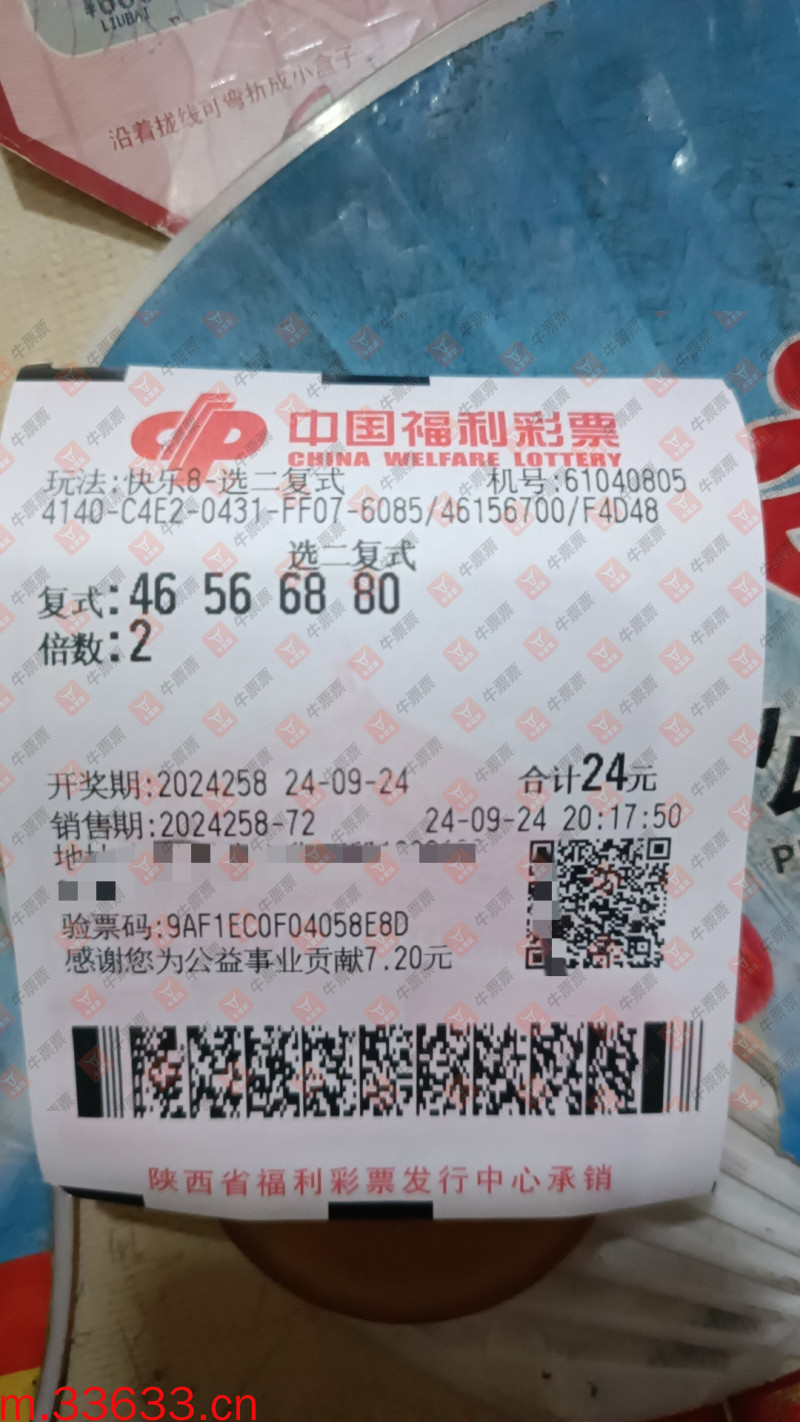 LIUBAI
沿着拢线可弯折成小盒子
中国福利彩票
CHINA WELFARE LOTTERY
玩法:快乐8-选二复式 机号:61040805
4140-C4E2-0431-FF07-6085/46156700/F4D48
选二复式
复式:46 56 68 80
倍数:2
开奖期:2024258 24-09-24 合计24元
销售期:2024258-72 24-09-24 20:17:50
验票码:9AF1EC0F04058E8D
感谢您为公益事业贡献7.20元
陕西省福利彩票发行中心承销
牛票票
m.33633.cn